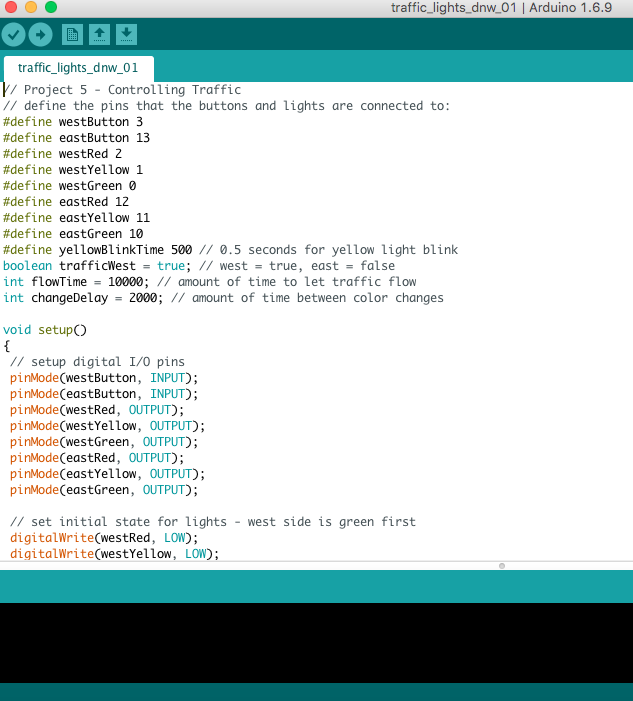 traffic_lights_dnw_01 | Arduino 1.6.9
traffic_lights_dnw_01
// Project 5 - Controlling Traffic
// define the pins that the buttons and lights are connected to:
#define westButton 3
#define eastButton 13
#define westRed 2
#define westYellow 1
#define westGreen 0
#define eastRed 12
#define eastYellow 11
#define eastGreen 10
#define yellowBlinkTime 500 // 0.5 seconds for yellow light blink
boolean trafficWest = true; // west = true, east = false
int flowTime = 10000; // amount of time to let traffic flow
int changeDelay = 2000; // amount of time between color changes

void setup()
{
 // setup digital I/O pins
 pinMode(westButton, INPUT);
 pinMode(eastButton, INPUT);
 pinMode(westRed, OUTPUT);
 pinMode(westYellow, OUTPUT);
 pinMode(westGreen, OUTPUT);
 pinMode(eastRed, OUTPUT);
 pinMode(eastYellow, OUTPUT);
 pinMode(eastGreen, OUTPUT);

 // set initial state for lights - west side is green first
 digitalWrite(westRed, LOW);
 digitalWrite(westYellow, LOW);